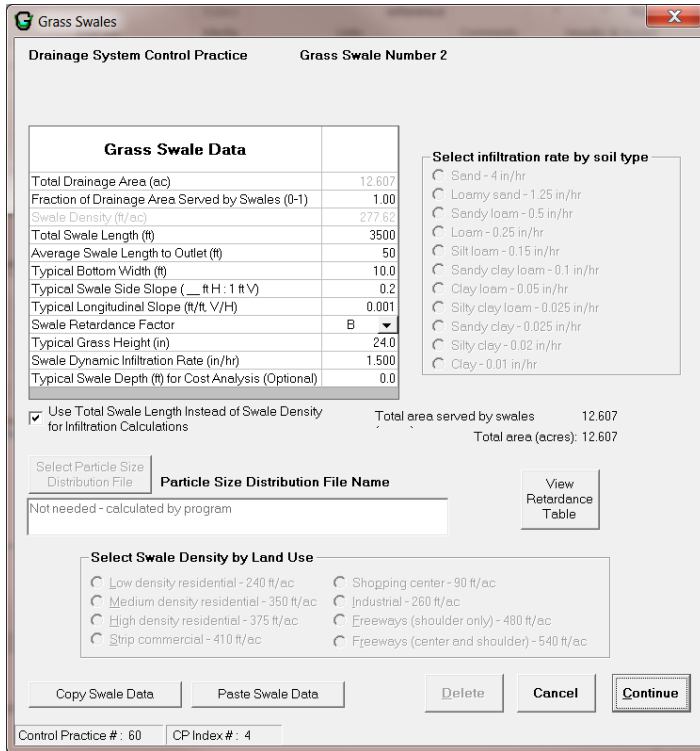 Grass Swales
Drainage System Control Practice Grass Swale Number 2
Grass Swale Data
Total Drainage Area (ac) 12.607
Fraction of Drainage Area Served by Swales (0-1) 1.00
Swale Density (ft/ac) 277.62
Total Swale Length (ft) 3500
Average Swale Length to Outlet (ft) 50
Typical Bottom Width (ft) 10.0
Typical Swale Side Slope ( __ ft H : 1 ft V) 0.2
Typical Longitudinal Slope (ft/ft, V/H) 0.001
Swale Retardance Factor B
Typical Grass Height (in) 24.0
Swale Dynamic Infiltration Rate (in/hr) 1.500
Typical Swale Depth (ft) for Cost Analysis (Optional) 0.0
Select infiltration rate by soil type
Sand - 4 in/hr
Loamy sand - 1.25 in/hr
Sandy loam - 0.5 in/hr
Loam - 0.25 in/hr
Silt loam - 0.15 in/hr
Sandy clay loam - 0.1 in/hr
Clay loam - 0.05 in/hr
Silty clay loam - 0.025 in/hr
Sandy clay - 0.025 in/hr
Silty clay - 0.02 in/hr
Clay - 0.01 in/hr
Use Total Swale Length Instead of Swale Density
for Infiltration Calculations
Total area served by swales 12.607
Total area (acres): 12.607
Select Particle Size
Distribution File
Particle Size Distribution File Name
Not needed - calculated by program
View
Retardance
Table
Select Swale Density by Land Use
Low density residential - 240 ft/ac
Medium density residential - 350 ft/ac
High density residential - 375 ft/ac
Strip commercial - 410 ft/ac
Shopping center - 90 ft/ac
Industrial - 260 ft/ac
Freeways (shoulder only) - 480 ft/ac
Freeways (center and shoulder) - 540 ft/ac
Copy Swale Data
Paste Swale Data
Delete
Cancel
Continue
Control Practice # : 60 CP Index # : 4